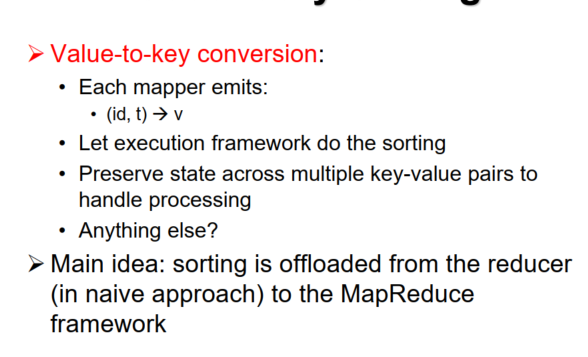 ➢ Value-to-key conversion:
• Each mapper emits:
• (id, t) → v
• Let execution framework do the sorting
• Preserve state across multiple key-value pairs to
handle processing
• Anything else?
➢ Main idea: sorting is offloaded from the reducer
(in naive approach) to the MapReduce
framework